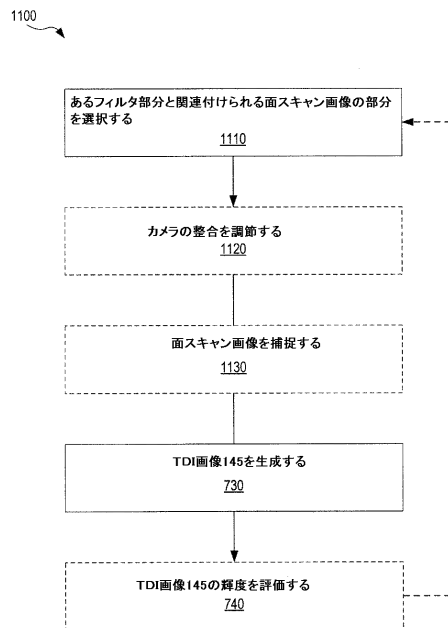 1100
あるフィルタ部分と関連付けられる面スキャン画像の部分
を選択する
1110
カメラの整合を調節する
1120
面スキャン画像を捕捉する
1130
TDI画像145を生成する
730
TDI画像145の輝度を評価する
740